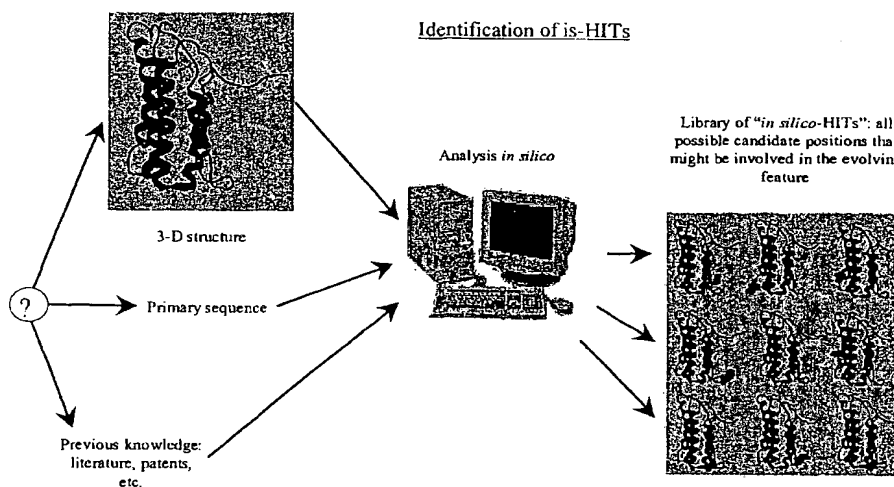 Identification of is-HITs
3-D structure
Analysis in silico
Library of "in silico-HITs": all
possible candidate positions tha
might be involved in the evolvin
feature
?
Primary sequence
Previous knowledge:
literature, patents,
etc.